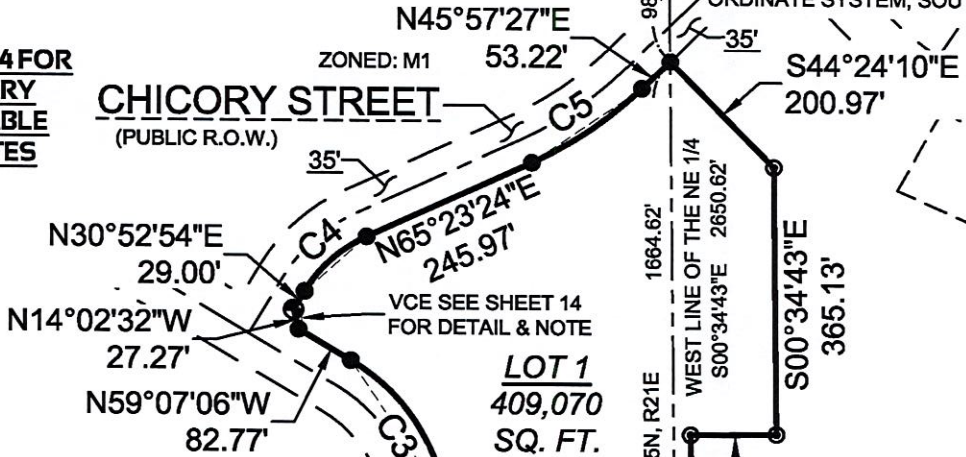 ORDINATE SYSTEM, SOU
N45°57'27"E
53.22'
98
35'
4 FOR
RY
BLE
TES
ZONED: M1
S44°24'10"E
200.97'
CHICORY STREET
(PUBLIC R.O.W.)
C5
35'
N65°23'24"E
245.97'
C4
N30°52'54"E
29.00'
VCE SEE SHEET 14
FOR DETAIL & NOTE
N14°02'32"W
27.27'
N59°07'06"W
82.77'
C3
LOT 1
409,070
SQ. FT.
1664.62'
5N, R21E
WEST LINE OF THE NE 1/4
S00°34'43"E 2650.62'
S00°34'43"E
365.13'